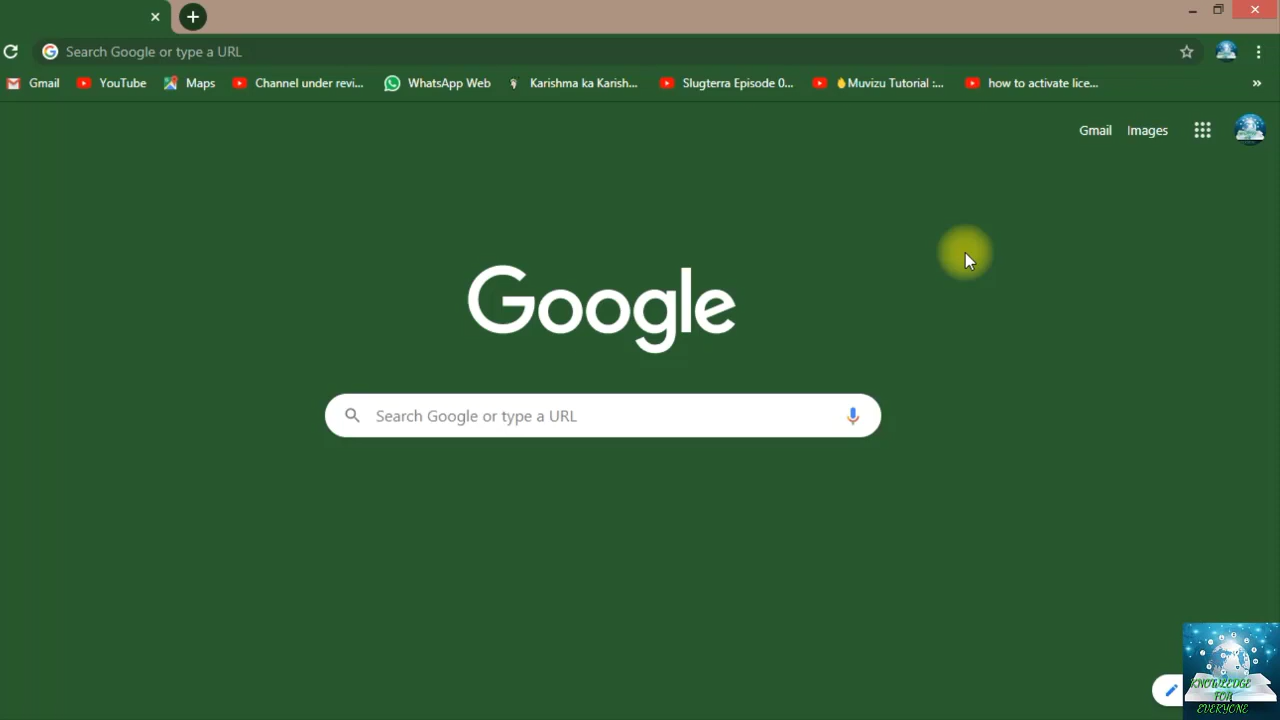 Search Google or type a URL
Gmail YouTube Maps Channel under revi... WhatsApp Web Karishma ka Karish... Slugterra Episode 0... Muvizu Tutorial :... how to activate lice... »
Gmail Images
Google
Search Google or type a URL
KNOWLEDGE
FOR
EVERYONE